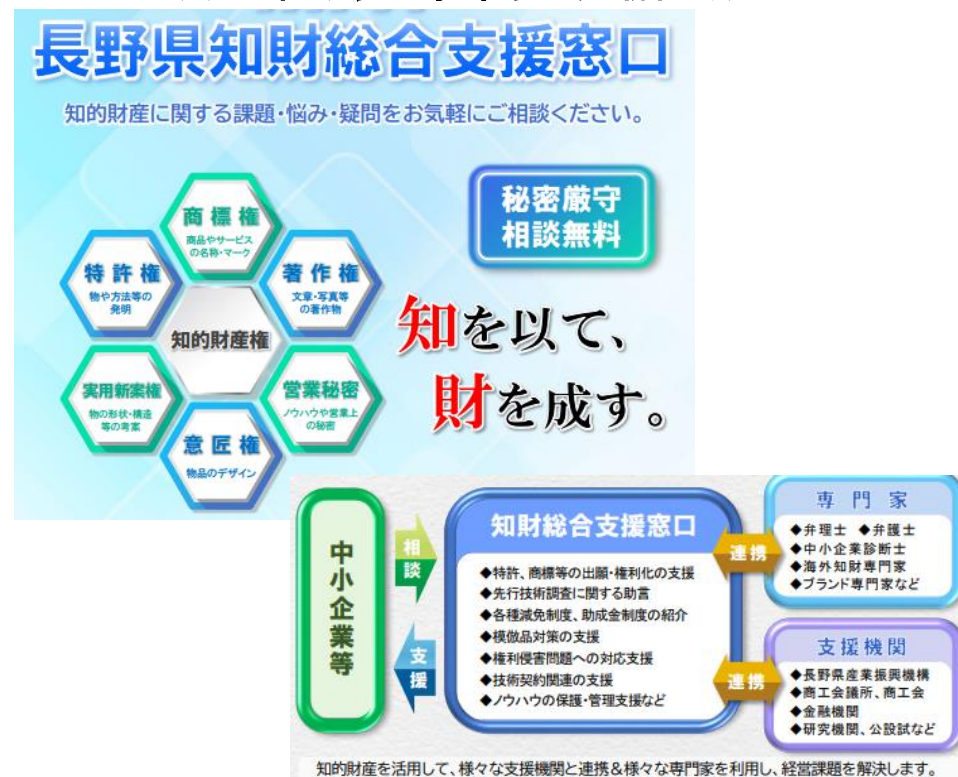 長野県知財総合支援窓口
知的財産に関する課題・悩み・疑問をお気軽にご相談ください。
秘密厳守
相談無料
商標権
商品やサービス
の名称・マーク
特許権
物や方法等の
発明
著作権
文章・写真等
の著作物
知的財産権
実用新案権
物の形状・構造
等の考案
営業秘密
ノウハウや営業上
の秘密
意匠権
物品のデザイン
知を以て、
財を成す。
中小企業等
相談
支援
知財総合支援窓口
◆特許、商標等の出願・権利化の支援
◆先行技術調査に関する助言
◆各種減免制度、助成金制度の紹介
◆模倣品対策の支援
◆権利侵害問題への対応支援
◆技術契約関連の支援
◆ノウハウの保護・管理支援など
連携
連携
専門家
◆弁理士 ◆弁護士
◆中小企業診断士
◆海外知財専門家
◆ブランド専門家など
支援機関
◆長野県産業振興機構
◆商工会議所、商工会
◆金融機関
◆研究機関、公設試など
知的財産を活用して、様々な支援機関と連携&様々な専門家を利用し、経営課題を解決します。